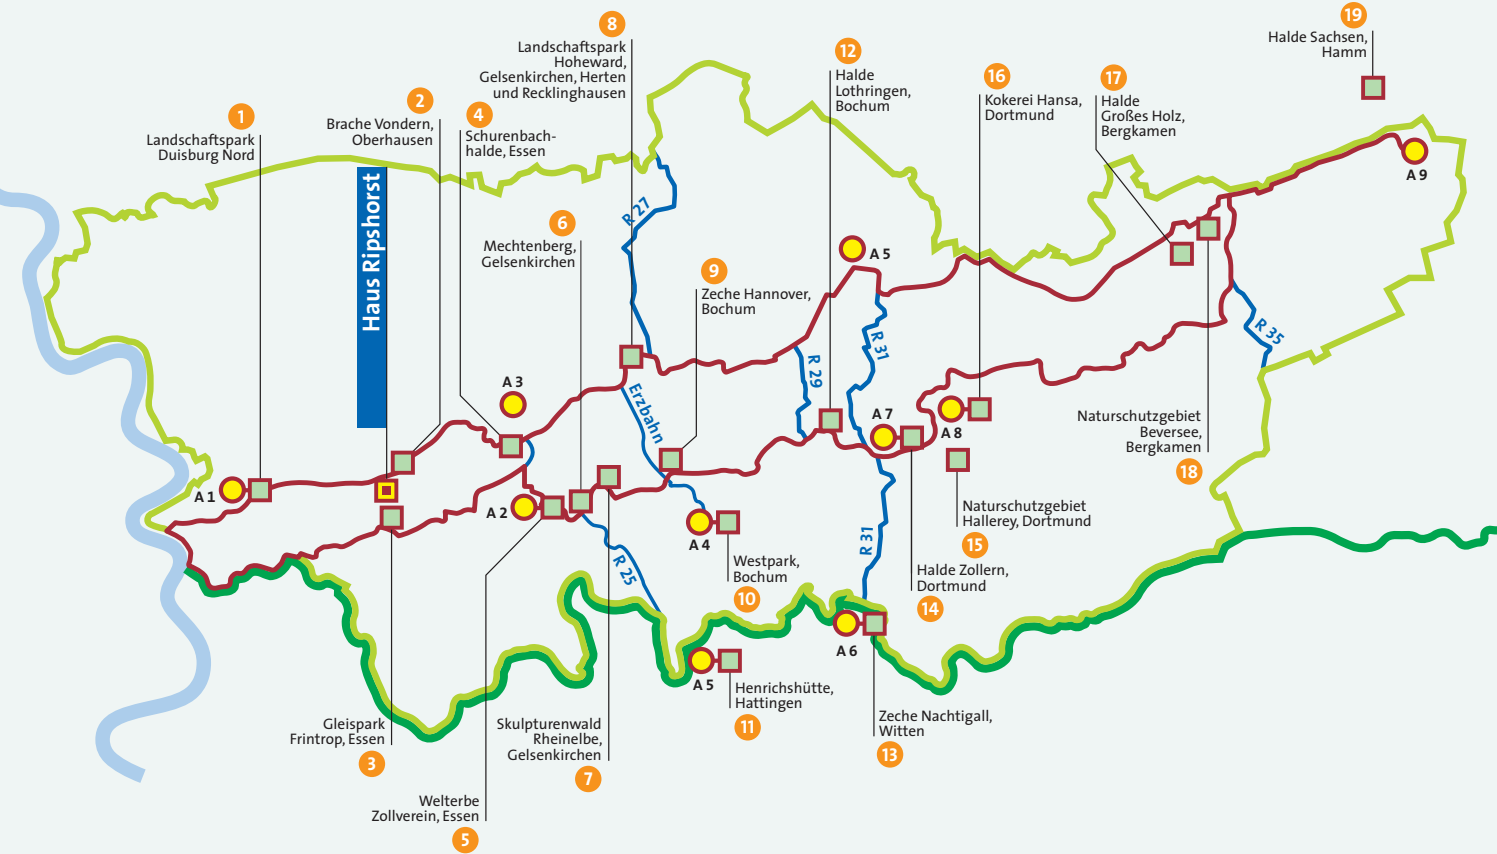 1
Landschaftspark
Duisburg Nord
2
Brache Vondern,
Oberhausen
4
Schurenbach-
halde, Essen
8
Landschaftspark
Hoheward,
Gelsenkirchen, Herten
und Recklinghausen
12
Halde
Lothringen,
Bochum
16
Kokerei Hansa,
Dortmund
17
Halde
Großes Holz,
Bergkamen
19
Halde Sachsen,
Hamm
Haus Ripshorst
6
Mechtenberg,
Gelsenkirchen
9
Zeche Hannover,
Bochum
R 27
A 5
A 9
R 31
R 29
R 35
A 3
Erzbahn
A 7
A 8
Naturschutzgebiet
Beversee,
Bergkamen
18
A 1
A 2
A 4
R 25
R 31
Westpark,
Bochum
10
Naturschutzgebiet
Hallerey, Dortmund
15
Halde Zollern,
Dortmund
14
A 6
A 5
Henrichshütte,
Hattingen
11
Zeche Nachtigall,
Witten
13
Gleispark
Frintrop, Essen
3
Skulpturenwald
Rheinelbe,
Gelsenkirchen
7
Welterbe
Zollverein, Essen
5